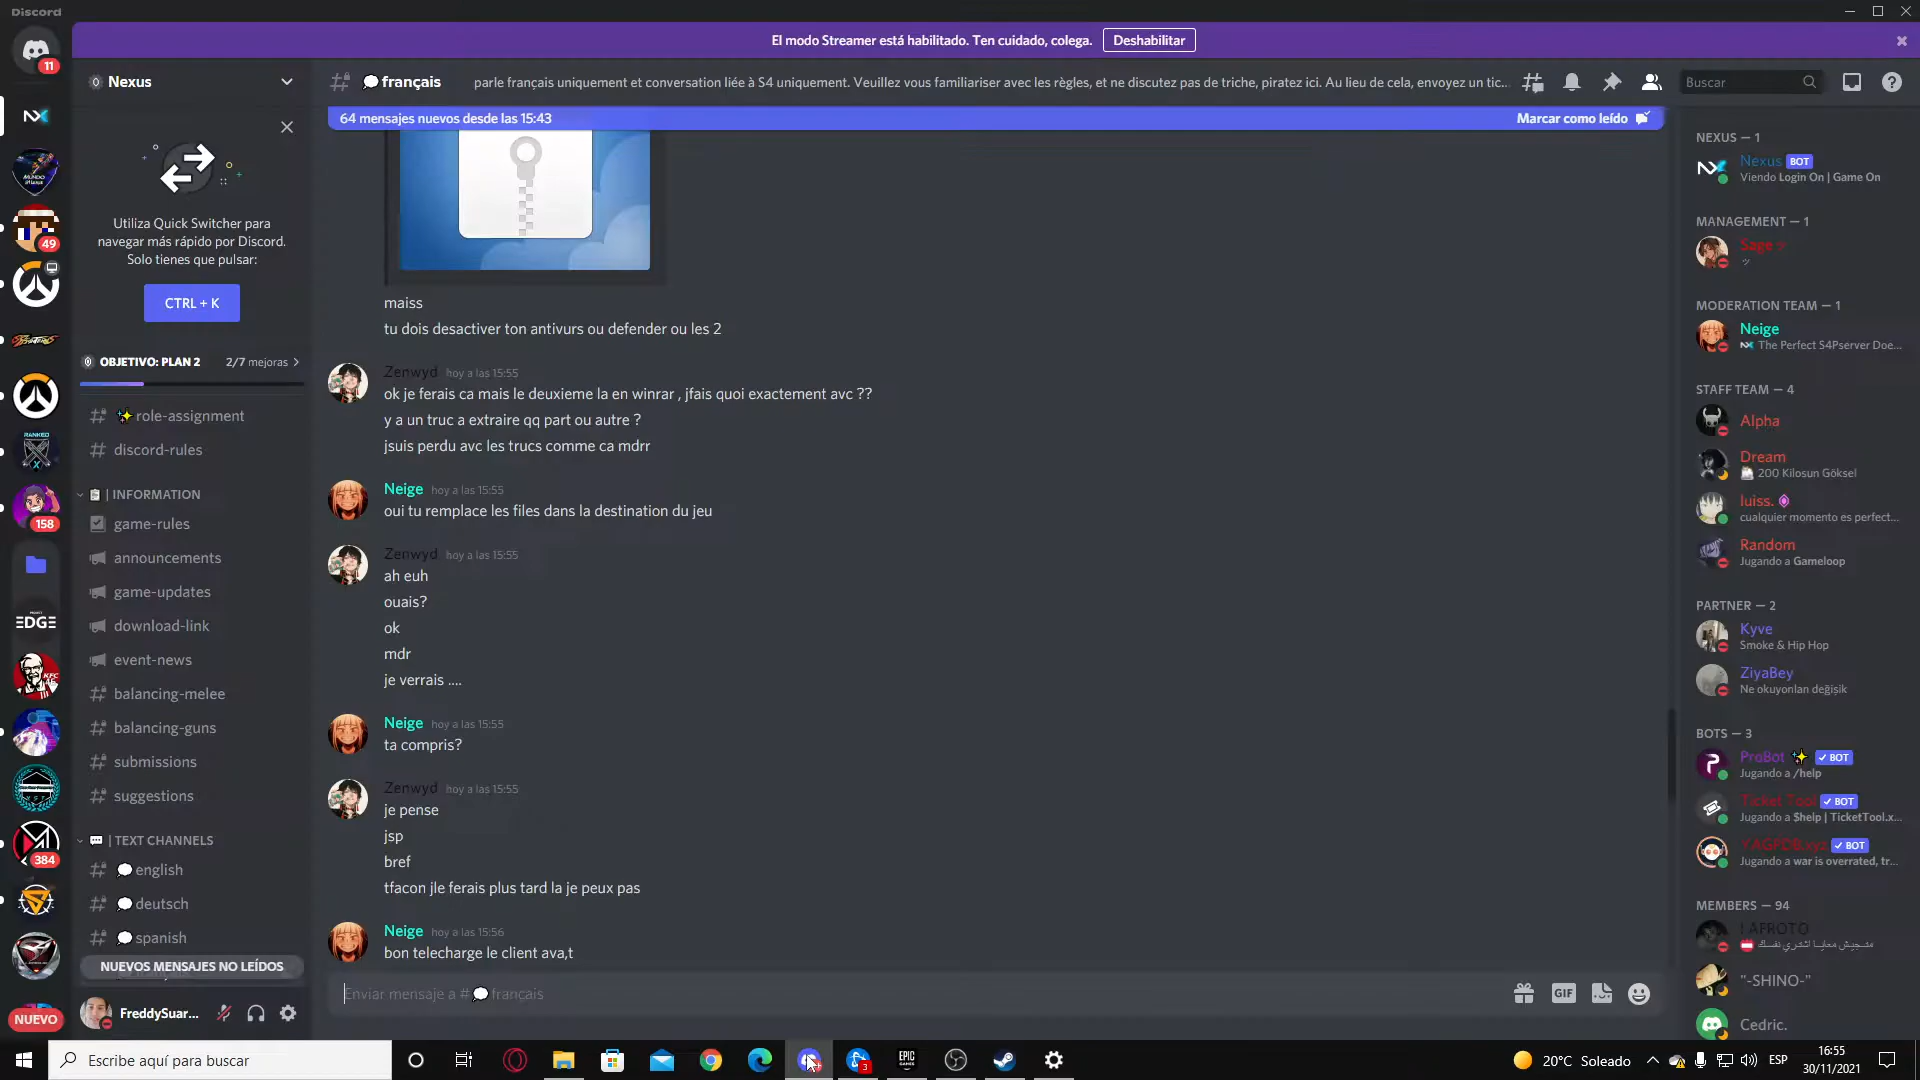 Discord
El modo Streamer está habilitado. Ten cuidado, colega.
Deshabilitar
11
Nexus
français
parle français uniquement et conversation liée à S4 uniquement. Veuillez vous familiariser avec les règles, et ne discutez pas de triche, piratez ici. Au lieu de cela, envoyez un tic...
Buscar
64 mensajes nuevos desde las 15:43
Marcar como leído
Utiliza Quick Switcher para
navegar más rápido por Discord.
Solo tienes que pulsar:
CTRL + K
OBJETIVO: PLAN 2
2/7 mejoras
role-assignment
discord-rules
| INFORMATION
game-rules
announcements
game-updates
download-link
event-news
balancing-melee
balancing-guns
submissions
suggestions
| TEXT CHANNELS
english
deutsch
spanish
NUEVOS MENSAJES NO LEÍDOS
FreddySuar...
49
RANKED
158
PROJECT
EDGE
KFC
384
NUEVO
maiss
tu dois desactiver ton antivurs ou defender ou les 2
Zenwyd hoy a las 15:55
ok je ferais ca mais le deuxieme la en winrar , jfais quoi exactement avc ??
y a un truc a extraire qq part ou autre ?
jsuis perdu avc les trucs comme ca mdrr
Neige hoy a las 15:55
oui tu remplace les files dans la destination du jeu
Zenwyd hoy a las 15:55
ah euh
ouais?
ok
mdr
je verrais ....
Neige hoy a las 15:55
ta compris?
Zenwyd hoy a las 15:55
je pense
jsp
bref
tfacon jle ferais plus tard la je peux pas
Neige hoy a las 15:56
bon telecharge le client ava,t
Enviar mensaje a # français
GIF
NEXUS — 1
Nexus BOT
Viendo Login On | Game On
MANAGEMENT — 1
Sage
ツ
MODERATION TEAM — 1
Neige
The Perfect S4Pserver Doe...
STAFF TEAM — 4
Alpha
Dream
200 Kilosun Göksel
luiss.
cualquier momento es perfect...
Random
Jugando a Gameloop
PARTNER — 2
Kyve
Smoke & Hip Hop
ZiyaBey
Ne okuyonlan değişik
BOTS — 3
ProBot ✨ BOT
Jugando a /help
Ticket Tool BOT
Jugando a $help | TicketTool.x...
YAGPDB.xyz BOT
Jugando a war is overrated, tr...
MEMBERS — 94
! AFROTO
"-SHINO-"
Cedric.
Escribe aquí para buscar
3
EPIC
GAMES
20°C Soleado
ESP
16:55
30/11/2021